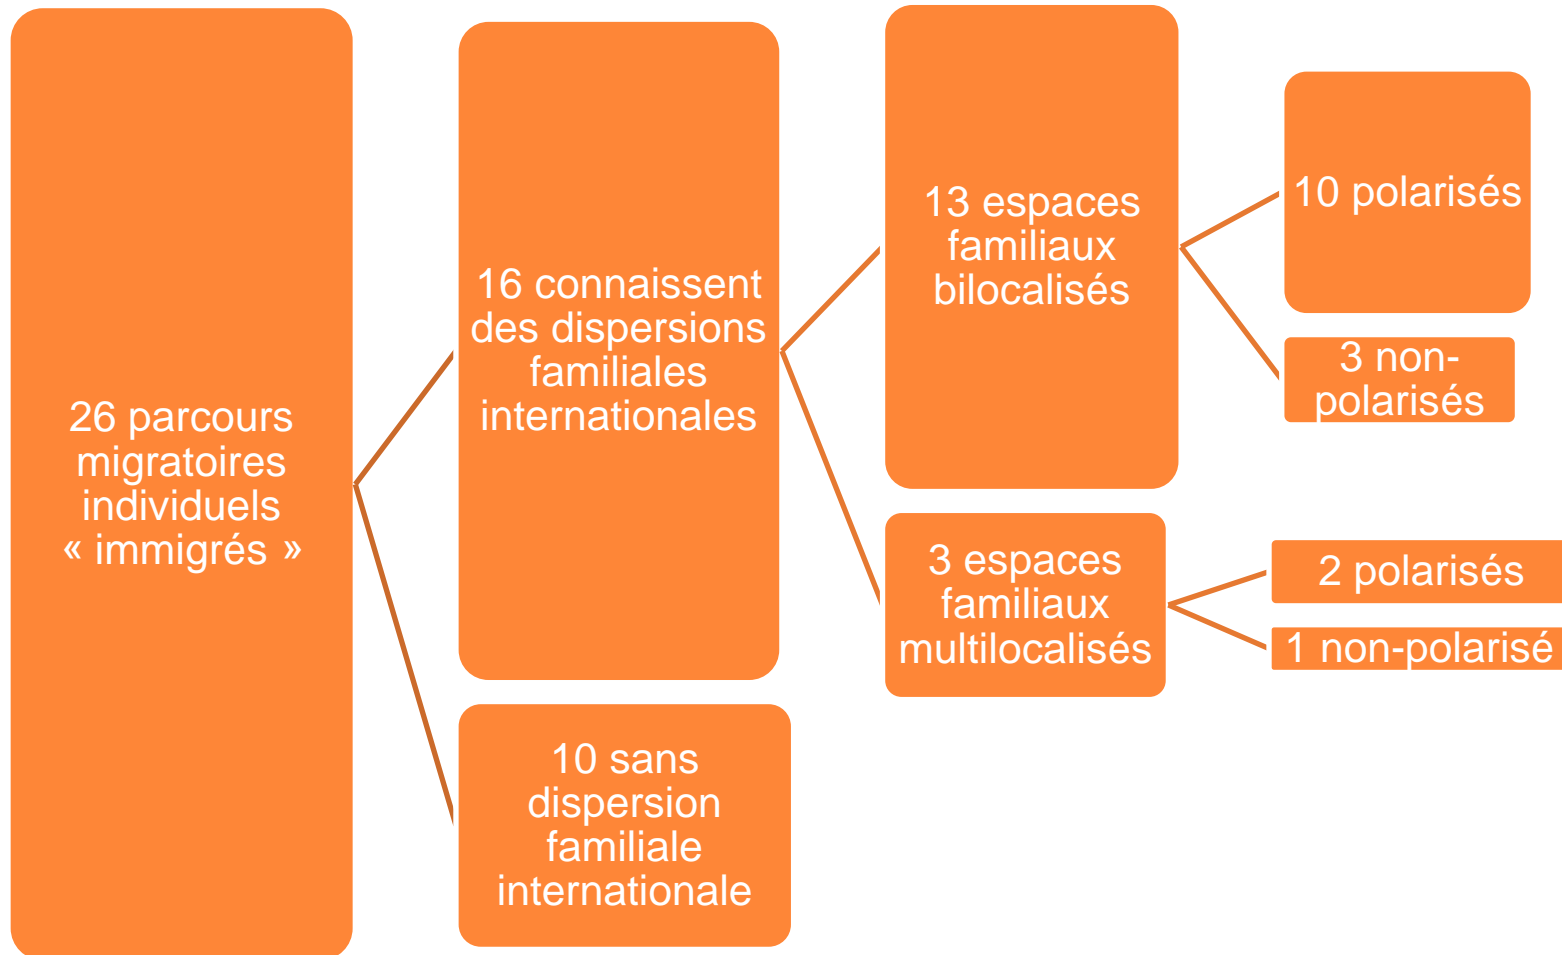 26 parcours
migratoires
individuels
« immigrés »
16 connaissent
des dispersions
familiales
internationales
10 sans
dispersion
familiale
internationale
13 espaces
familiaux
bilocalisés
3 espaces
familiaux
multilocalisés
10 polarisés
3 non-
polarisés
2 polarisés
1 non-polarisé